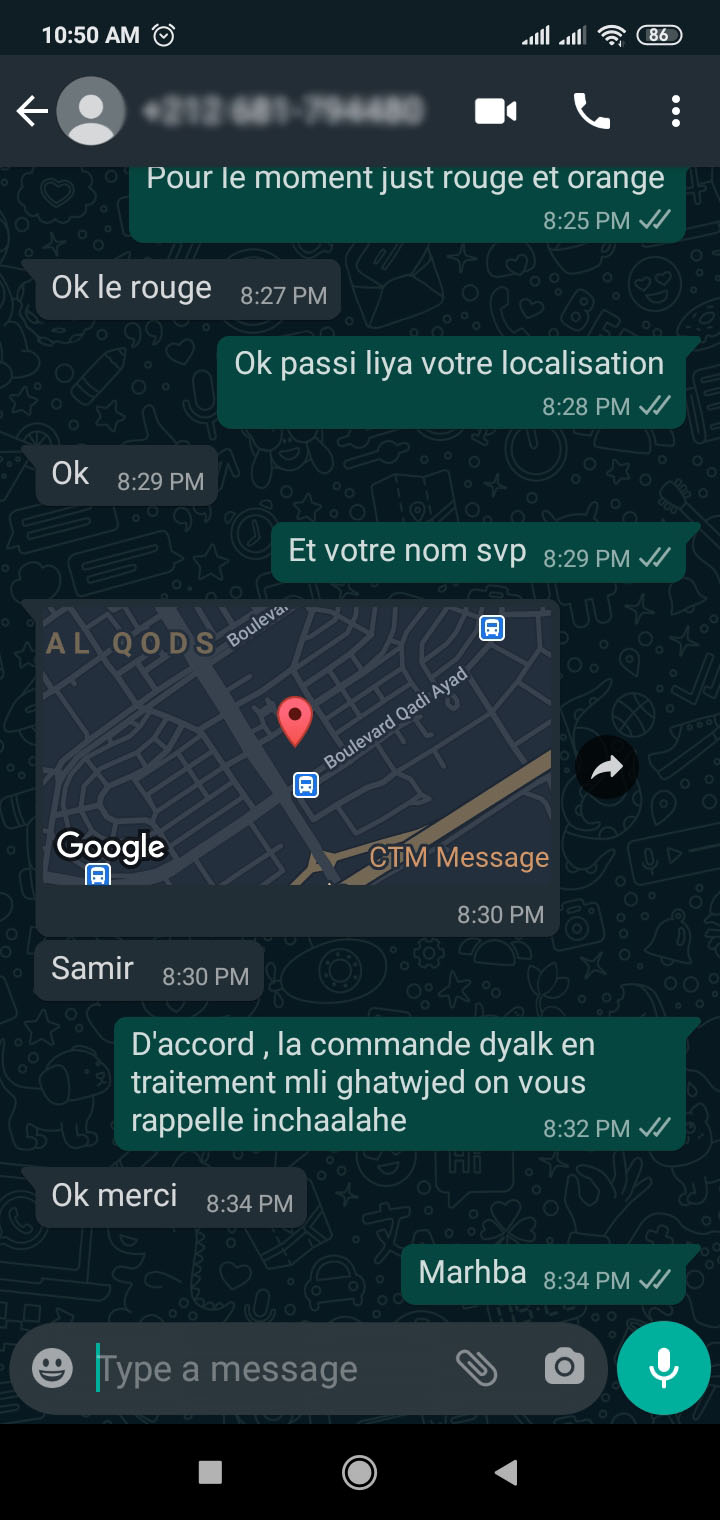 10:50 AM
86
Pour le moment just rouge et orange
8:25 PM
Ok le rouge 8:27 PM
Ok passi liya votre localisation
8:28 PM
Ok 8:29 PM
Et votre nom svp 8:29 PM
AL QODS
Boulevar
Boulevard Qadi Ayad
Google
CTM Message
8:30 PM
Samir 8:30 PM
D'accord , la commande dyalk en
traitement mli ghatwjed on vous
rappelle inchaalahe 8:32 PM
Ok merci 8:34 PM
Marhba 8:34 PM
Type a message